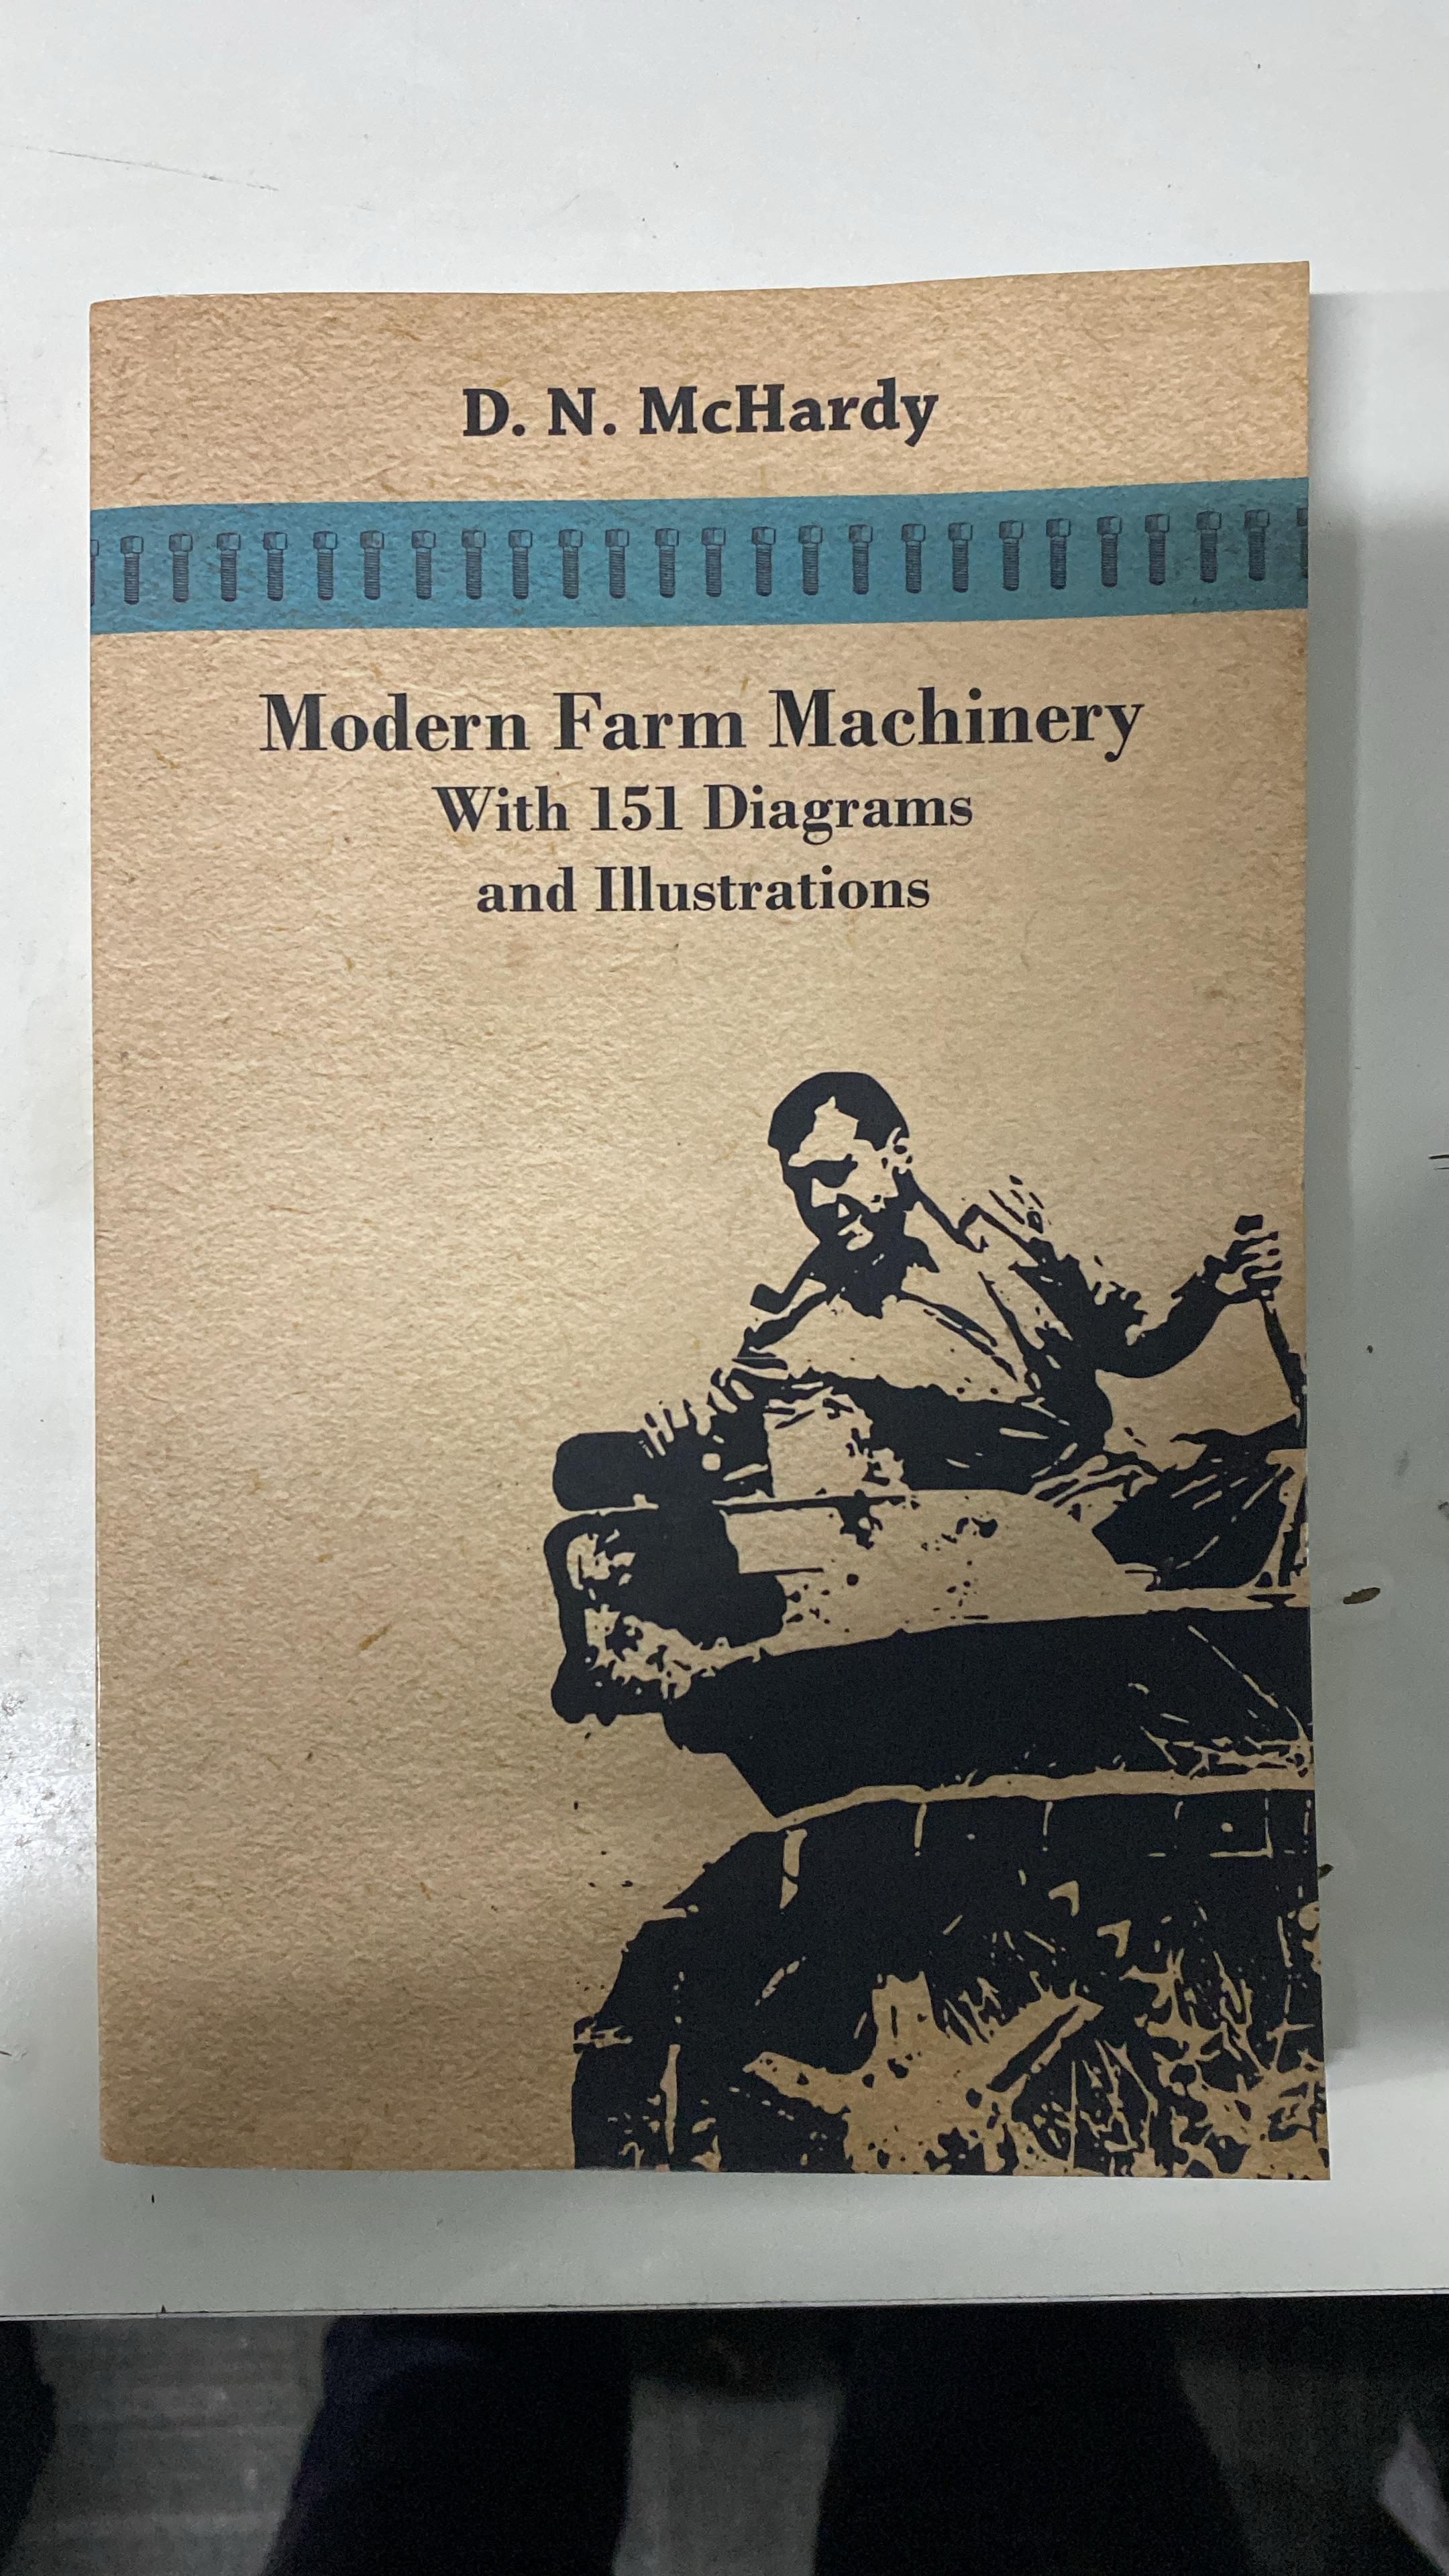 D. N. McHardy
Modern Farm Machinery
With 151 Diagrams
and Illustrations